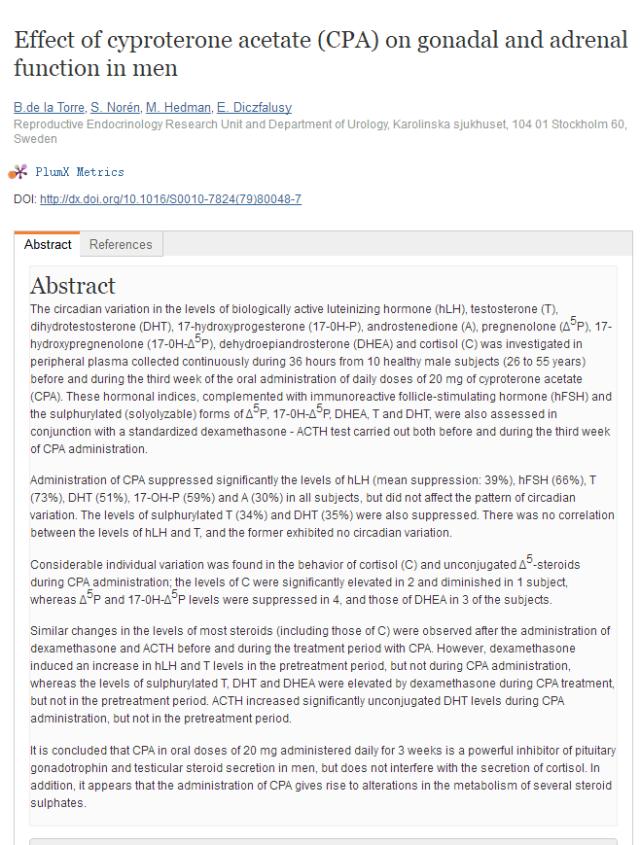 Effect of cyproterone acetate (CPA) on gonadal and adrenal
function in men
B.de la Torre, S. Norén, M. Hedman, E. Diczfalusy
Reproductive Endocrinology Research Unit and Department of Urology, Karolinska sjukhuset, 104 01 Stockholm 60,
Sweden
PlumX Metrics
DOI: http://dx.doi.org/10.1016/S0010-7824(79)80048-7
Abstract References
Abstract
The circadian variation in the levels of biologically active luteinizing hormone (hLH), testosterone (T),
dihydrotestosterone (DHT), 17-hydroxyprogesterone (17-0H-P), androstenedione (A), pregnenolone (Δ⁵P), 17-
hydroxypregnenolone (17-0H-Δ⁵P), dehydroepiandrosterone (DHEA) and cortisol (C) was investigated in
peripheral plasma collected continuously during 36 hours from 10 healthy male subjects (26 to 55 years)
before and during the third week of the oral administration of daily doses of 20 mg of cyproterone acetate
(CPA). These hormonal indices, complemented with immunoreactive follicle-stimulating hormone (hFSH) and
the sulphurylated (solyolyzable) forms of Δ⁵P, 17-0H-Δ⁵P, DHEA, T and DHT, were also assessed in
conjunction with a standardized dexamethasone - ACTH test carried out both before and during the third week
of CPA administration.
Administration of CPA suppressed significantly the levels of hLH (mean suppression: 39%), hFSH (66%), T
(73%), DHT (51%), 17-OH-P (59%) and A (30%) in all subjects, but did not affect the pattern of circadian
variation. The levels of sulphurylated T (34%) and DHT (35%) were also suppressed. There was no correlation
between the levels of hLH and T, and the former exhibited no circadian variation.
Considerable individual variation was found in the behavior of cortisol (C) and unconjugated Δ⁵-steroids
during CPA administration; the levels of C were significantly elevated in 2 and diminished in 1 subject,
whereas Δ⁵P and 17-0H-Δ⁵P levels were suppressed in 4, and those of DHEA in 3 of the subjects.
Similar changes in the levels of most steroids (including those of C) were observed after the administration of
dexamethasone and ACTH before and during the treatment period with CPA. However, dexamethasone
induced an increase in hLH and T levels in the pretreatment period, but not during CPA administration,
whereas the levels of sulphurylated T, DHT and DHEA were elevated by dexamethasone during CPA treatment,
but not in the pretreatment period. ACTH increased significantly unconjugated DHT levels during CPA
administration, but not in the pretreatment period.
It is concluded that CPA in oral doses of 20 mg administered daily for 3 weeks is a powerful inhibitor of pituitary
gonadotrophin and testicular steroid secretion in men, but does not interfere with the secretion of cortisol. In
addition, it appears that the administration of CPA gives rise to alterations in the metabolism of several steroid
sulphates.